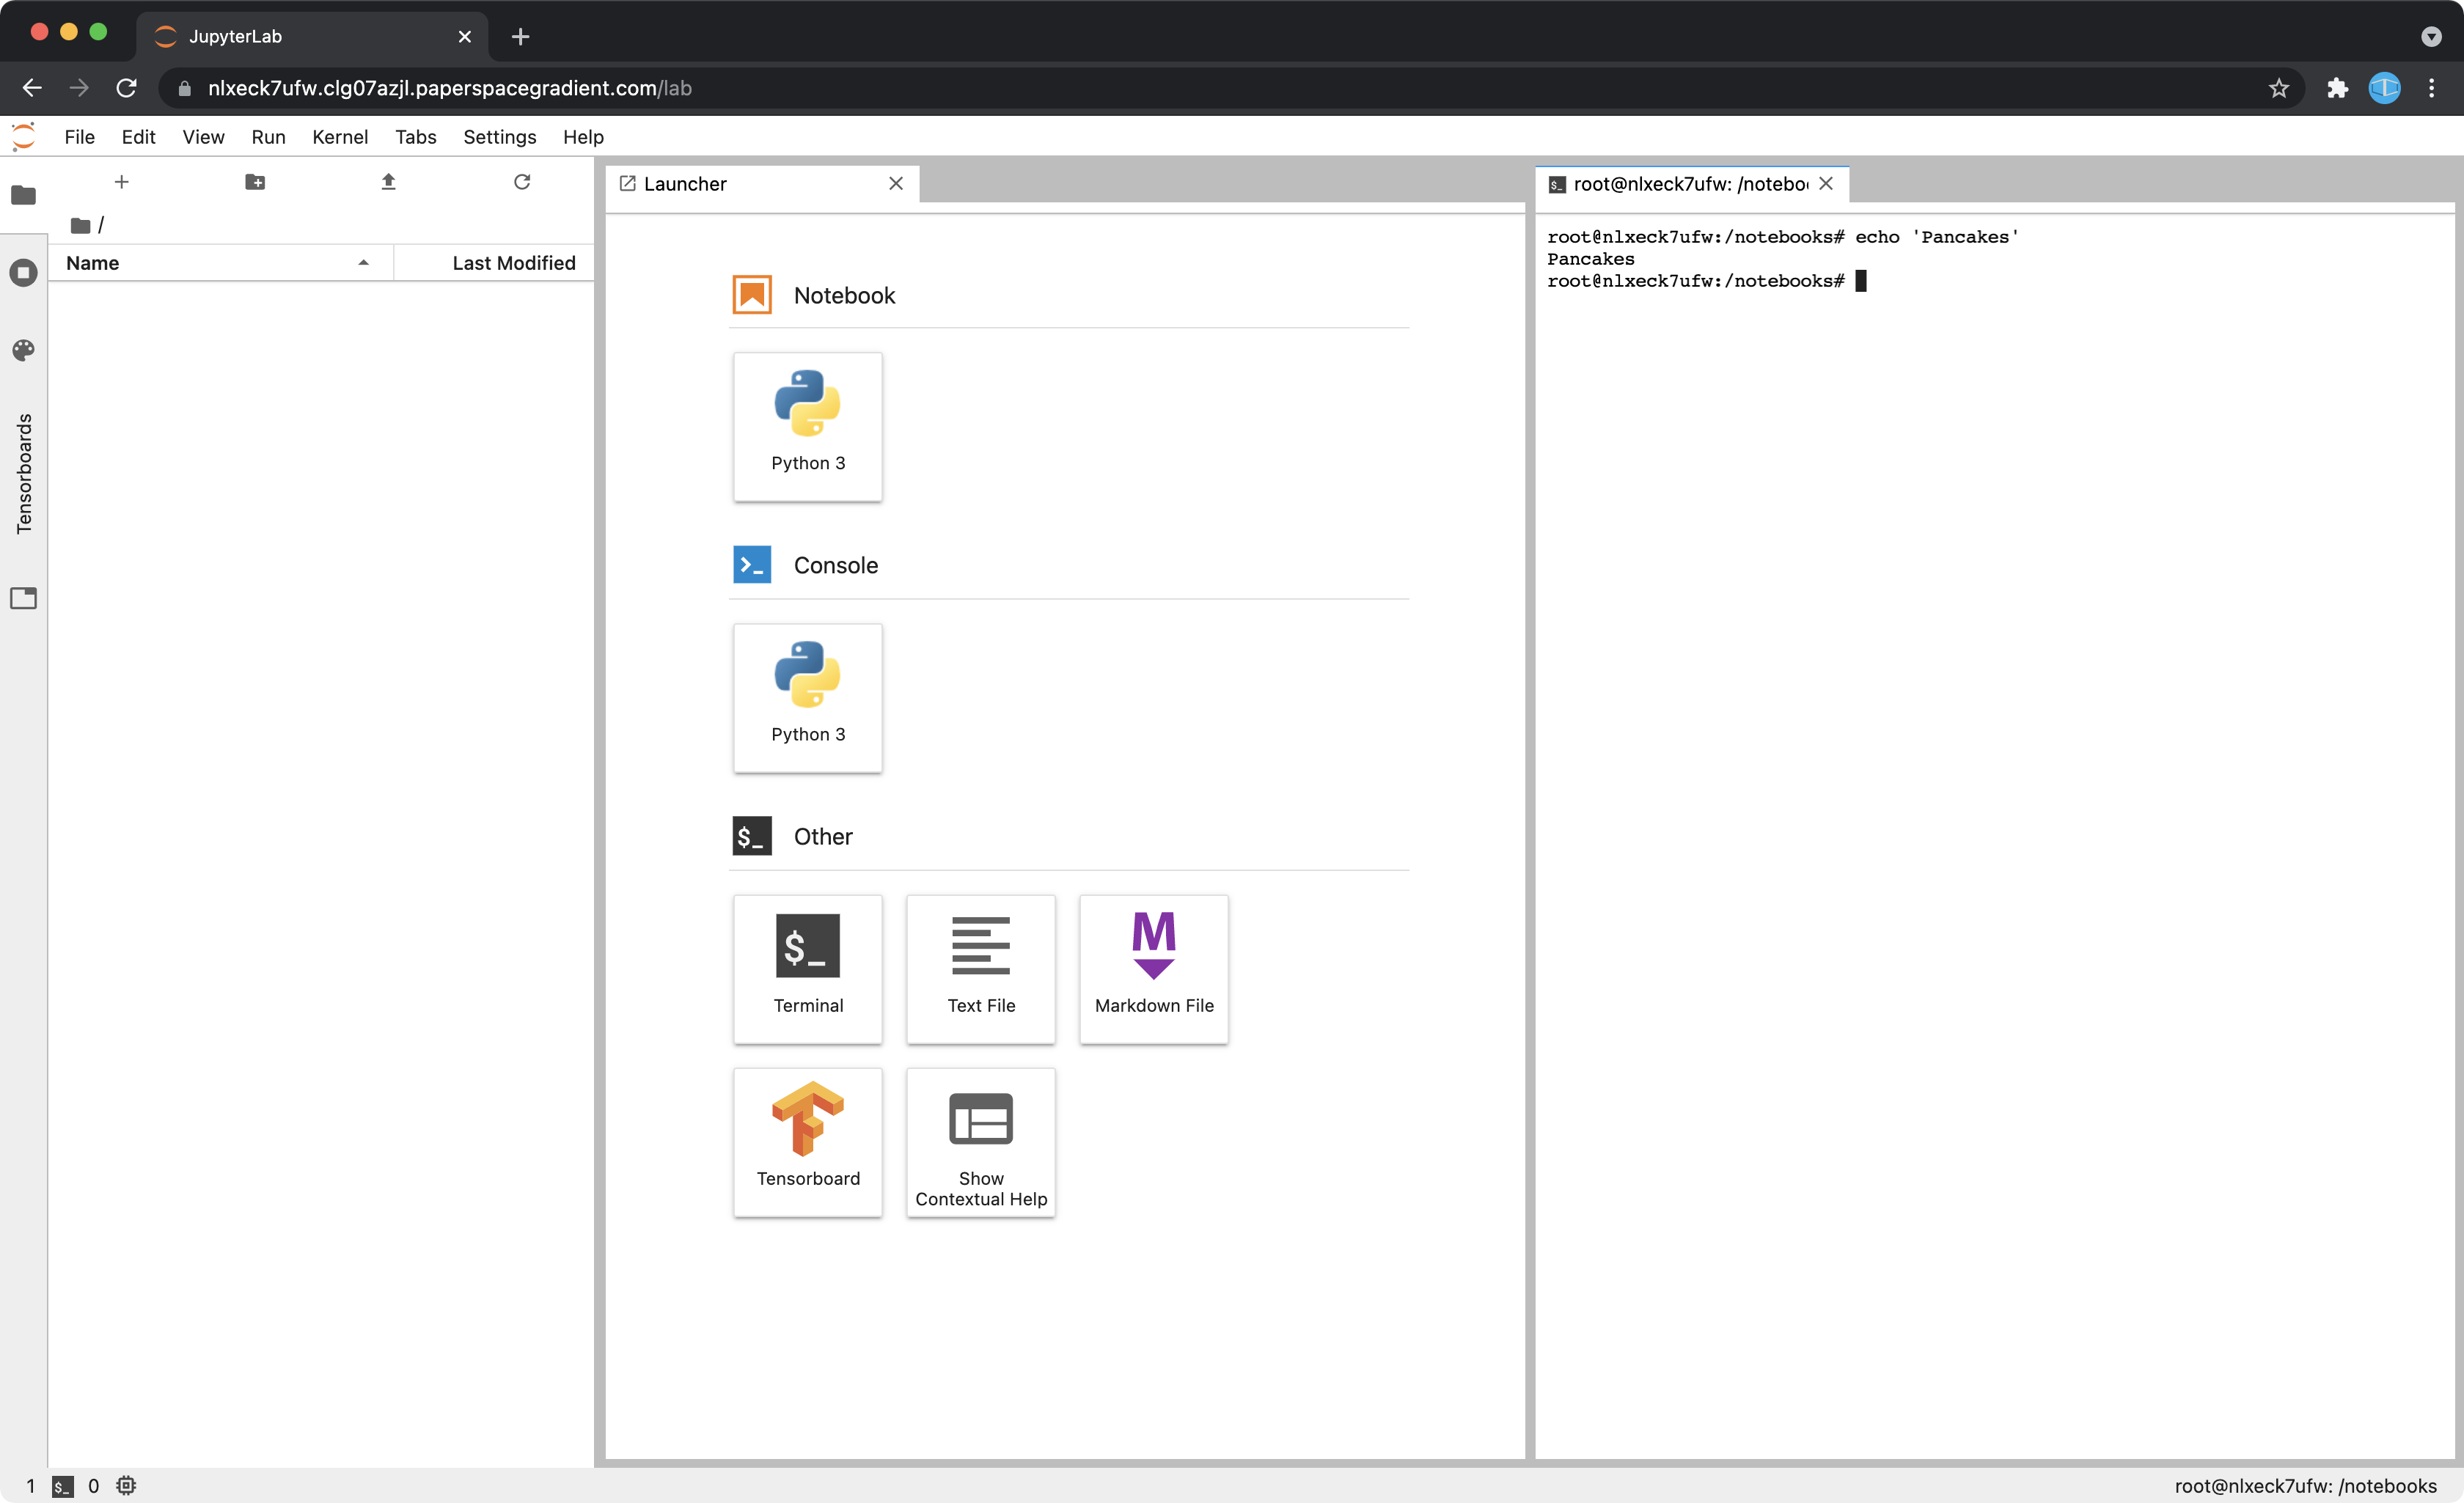 JupyterLab
nlxeck7ufw.clg07azjl.paperspacegradient.com/lab
File Edit View Run Kernel Tabs Settings Help
/
Name Last Modified
Tensorboards
Launcher
Notebook
Python 3
Console
Python 3
$_ Other
$_
Terminal
Text File
M
Markdown File
Tensorboard
Show
Contextual Help
root@nlxeck7ufw: /notebo
root@nlxeck7ufw:/notebooks# echo 'Pancakes'
Pancakes
root@nlxeck7ufw:/notebooks#
1 $_ 0
root@nlxeck7ufw: /notebooks